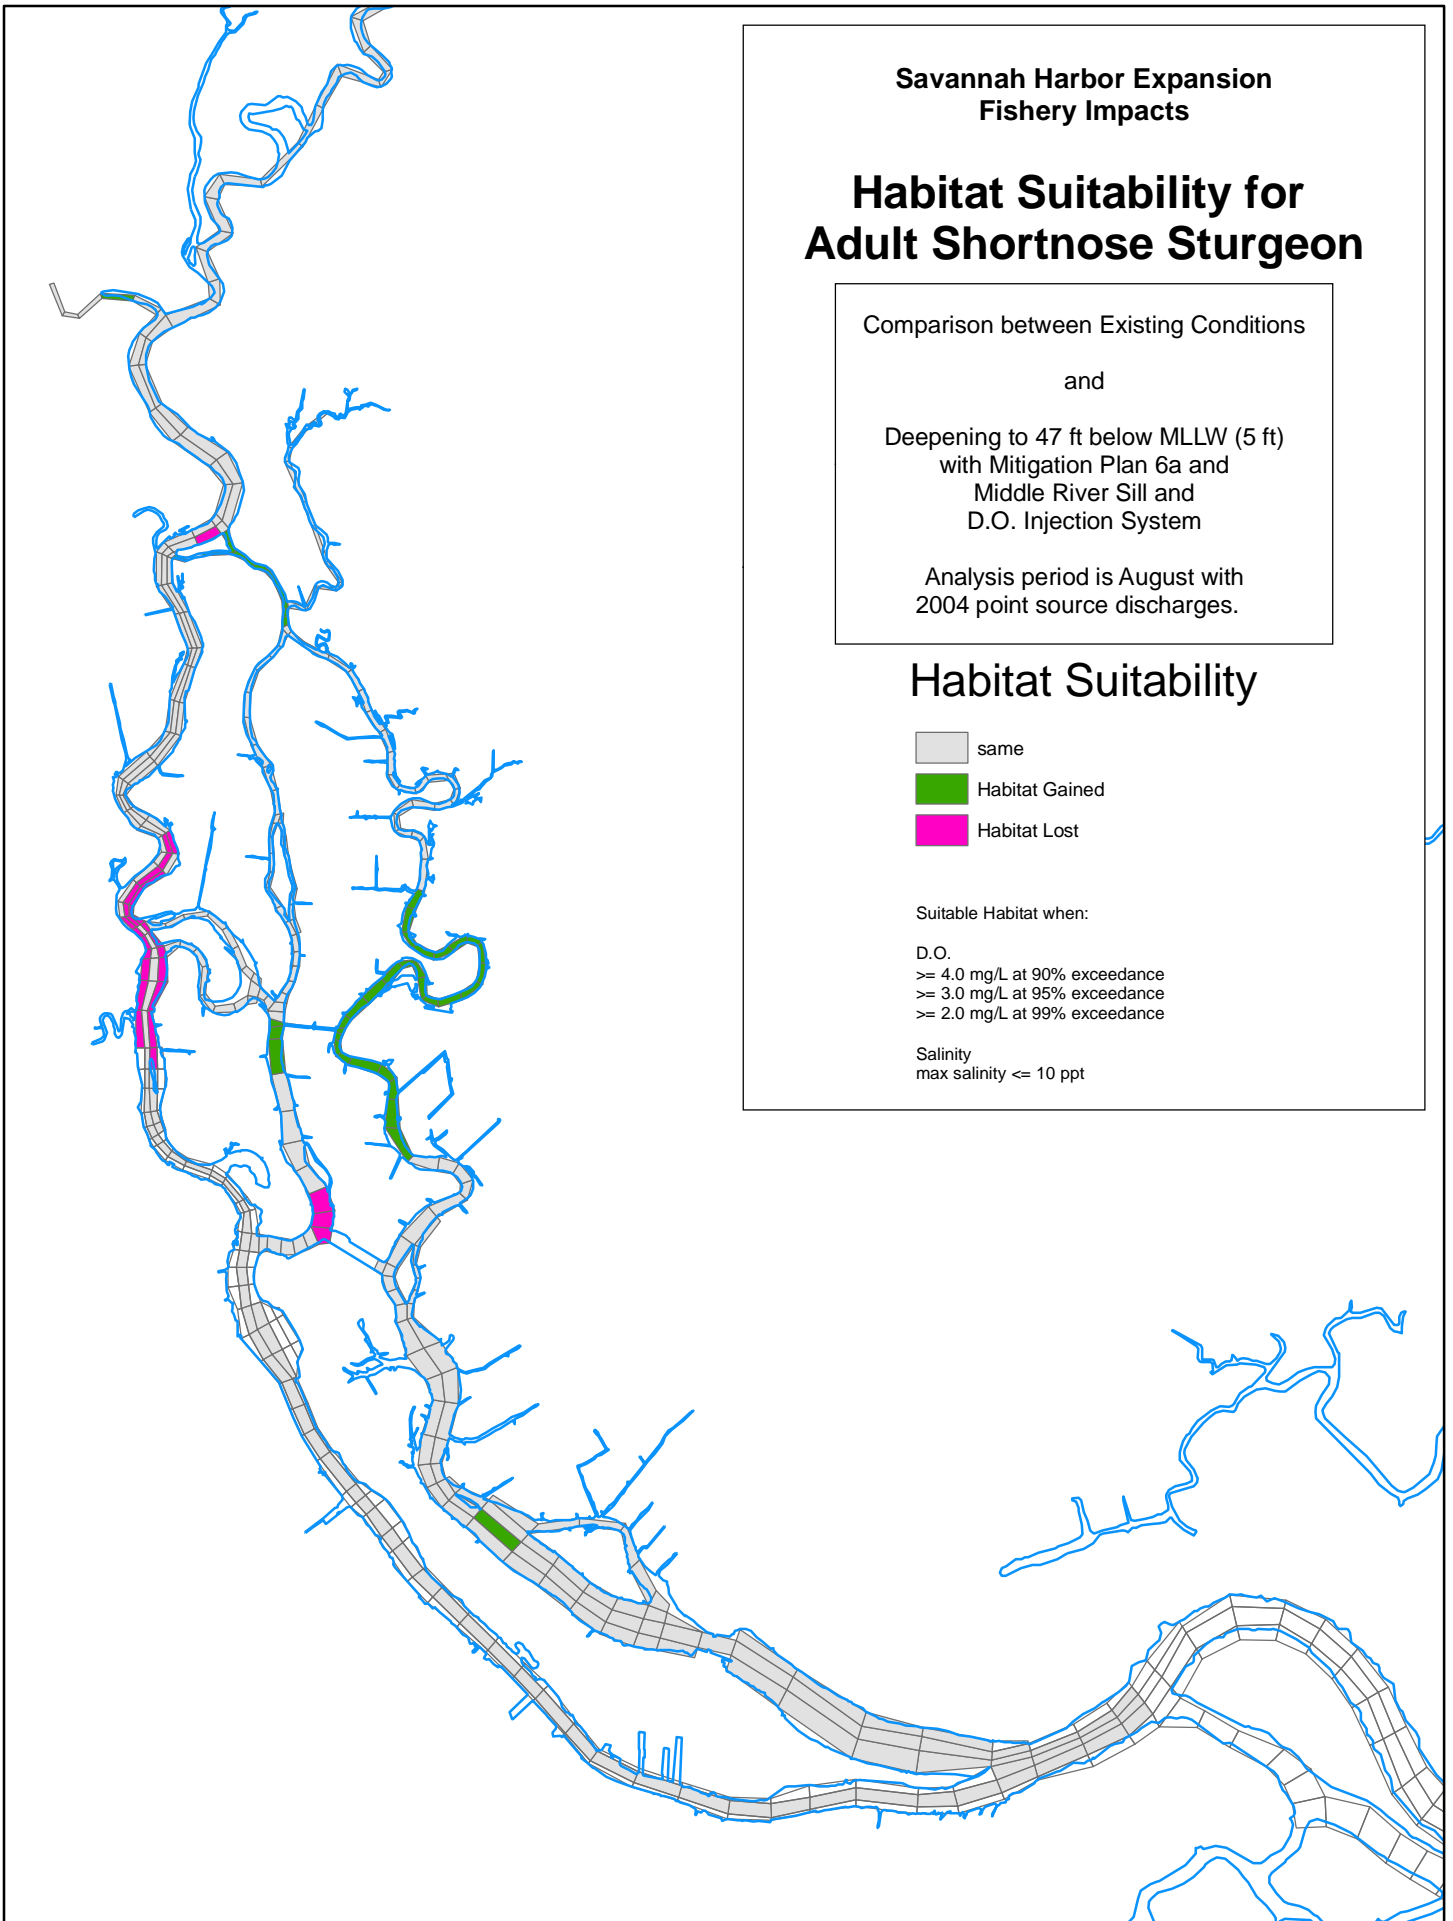 Savannah Harbor Expansion
Fishery Impacts
Habitat Suitability for
Adult Shortnose Sturgeon
Comparison between Existing Conditions
and
Deepening to 47 ft below MLLW (5 ft)
with Mitigation Plan 6a and
Middle River Sill and
D.O. Injection System
Analysis period is August with
2004 point source discharges.
Habitat Suitability
same
Habitat Gained
Habitat Lost
Suitable Habitat when:
D.O.
>= 4.0 mg/L at 90% exceedance
>= 3.0 mg/L at 95% exceedance
>= 2.0 mg/L at 99% exceedance
Salinity
max salinity <= 10 ppt